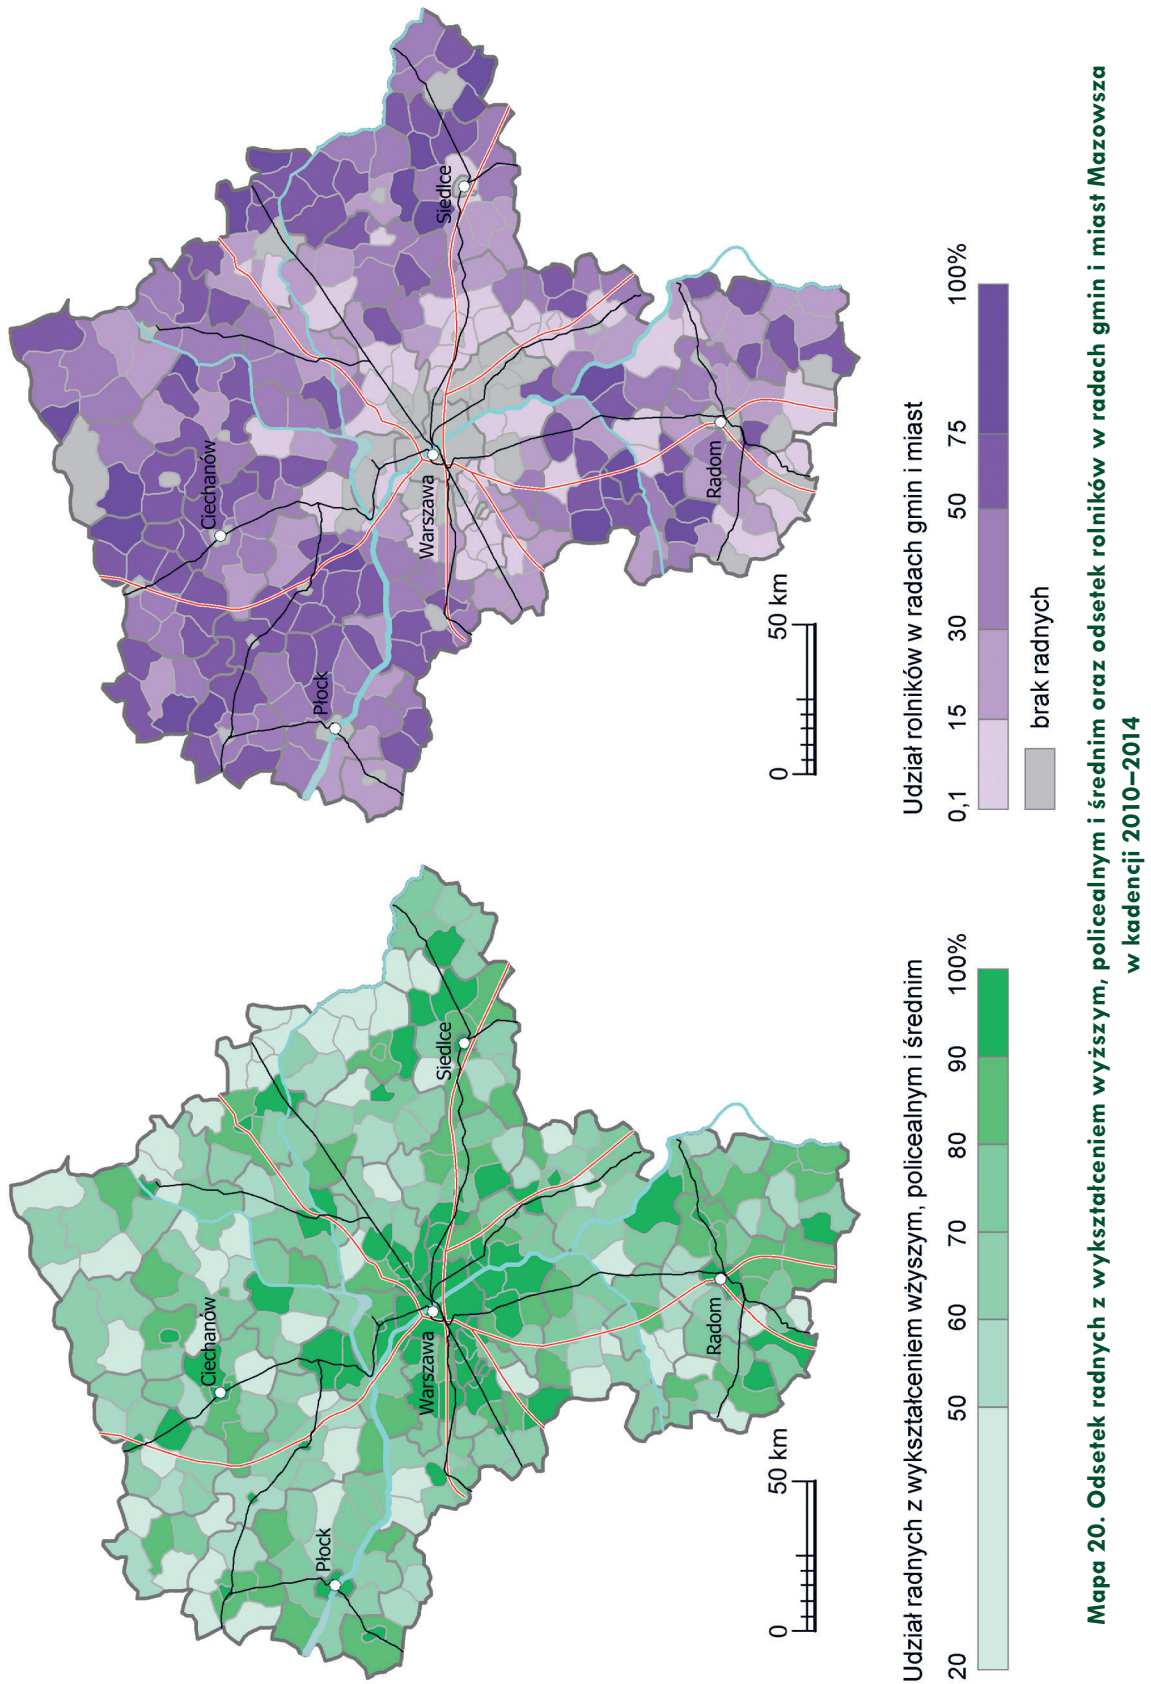 Ciechanów
Płock
Warszawa
Siedlce
Radom
0
50 km
Udział radnych z wykształceniem wżyszym, policealnym i średnim
20
50
60
70
80
90
100%
Ciechanów
Płock
Warszawa
Siedlce
Radom
0
50 km
Udział rolników w radach gmin i miast
0,1
15
30
50
75
100%
brak radnych
Mapa 20. Odsetek radnych z wykształceniem wyższym, policealnym i średnim oraz odsetek rolników w radach gmin i miast Mazowsza
w kadencji 2010–2014